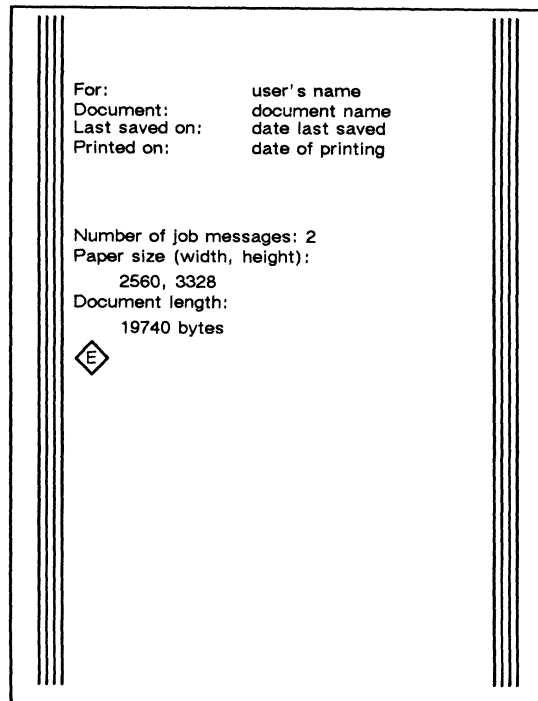 For: user's name
Document: document name
Last saved on: date last saved
Printed on: date of printing
Number of job messages: 2
Paper size (width, height):
2560, 3328
Document length:
19740 bytes
E